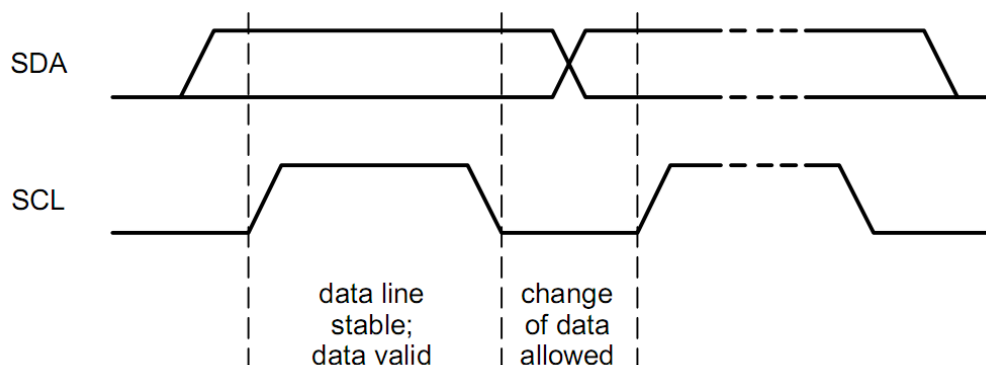 SDA
SCL
data line
stable;
data valid
change
of data
allowed